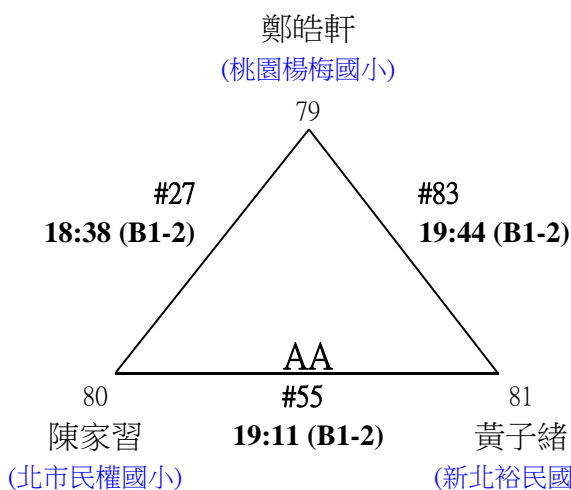 鄭皓軒
(桃園楊梅國小)
79
#27
18:38 (B1-2)
#83
19:44 (B1-2)
AA
80
#55
81
陳家習
19:11 (B1-2)
黃子緒
(北市民權國小)
(新北裕民國